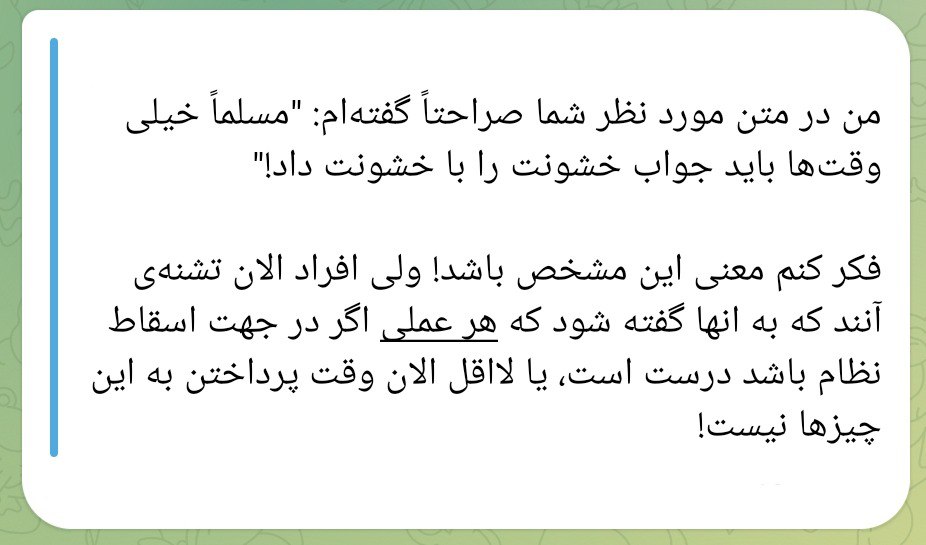 من در متن مورد نظر شما صراحتاً گفته‌ام: "مسلماً خیلی
وقت‌ها باید جواب خشونت را با خشونت داد!"
فکر کنم معنی این مشخص باشد! ولی افراد الان تشنه‌ی
آنند که به انها گفته شود که هر عملی اگر در جهت اسقاط
نظام باشد درست است، یا لااقل الان وقت پرداختن به این
چیزها نیست!